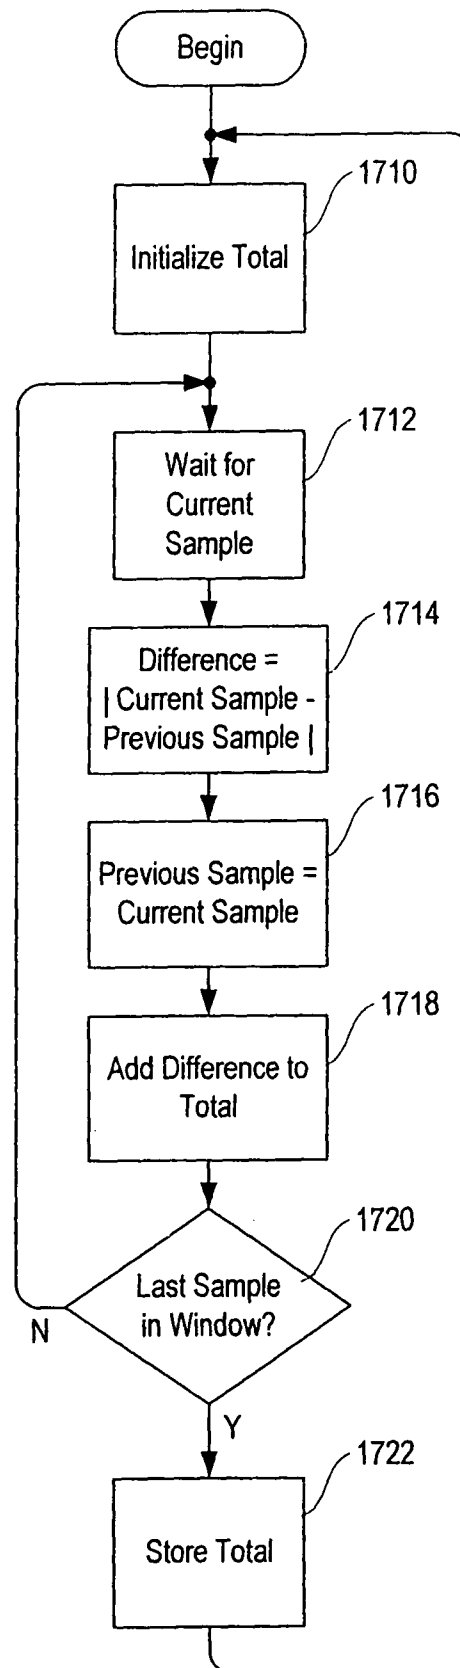 Begin
1710
Initialize Total
1712
Wait for
Current
Sample
1714
Difference =
| Current Sample -
Previous Sample |
1716
Previous Sample =
Current Sample
1718
Add Difference to
Total
1720
Last Sample
in Window?
N
Y
1722
Store Total